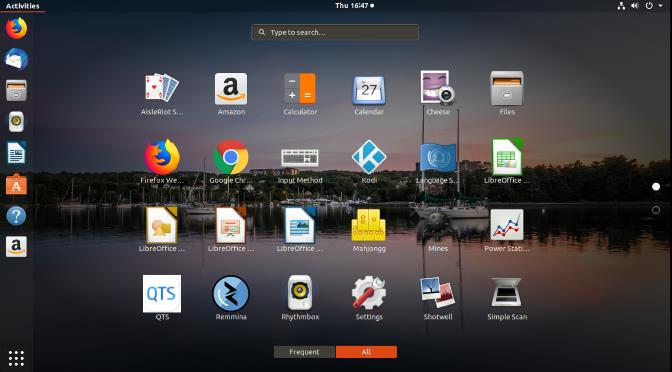 Activities
Thu 16:47
Type to search...
AisleRiot S...
Amazon
Calculator
Calendar
Cheese
Files
Firefox We...
Google Chr...
Input Method
Kodi
Language S...
LibreOffice ...
LibreOffice ...
LibreOffice ...
LibreOffice ...
Mahjongg
Mines
Power Stati...
QTS
Remmina
Rhythmbox
Settings
Shotwell
Simple Scan
Frequent
All
27
QTS